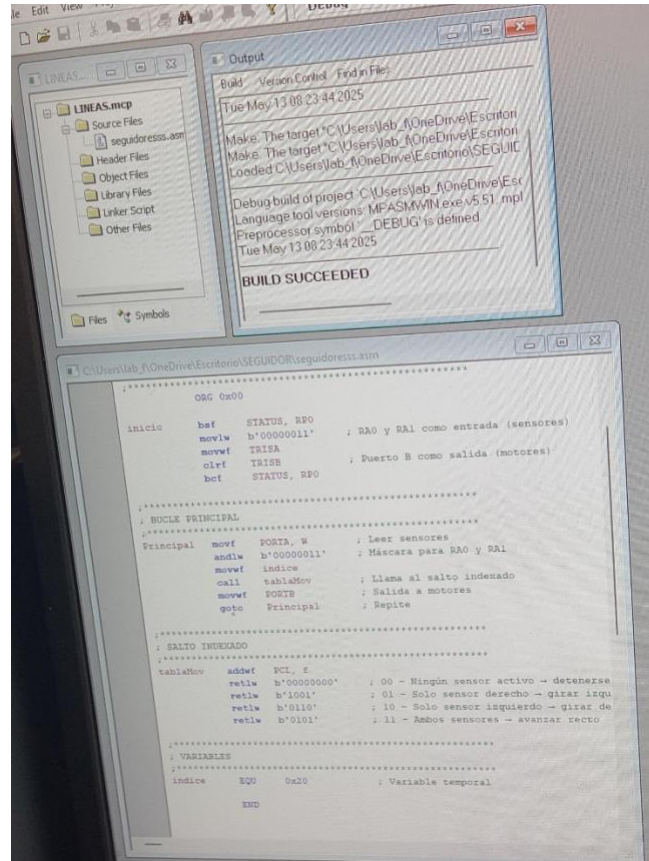 Edit View
Debug
LINEAS...
LINEAS.mcp
Source Files
seguidoresss.asm
Header Files
Object Files
Library Files
Linker Script
Other Files
Files Symbols
Output
Build Version Control Find in Files
Tue May 13 08:23:44 2025
Make: The target "C:\Users\lab_f\OneDrive\Escritori
Make: The target "C:\Users\lab_f\OneDrive\Escritori
Loaded C:\Users\lab_f\OneDrive\Escritorio\SEGUID
Debug build of project `C:\Users\lab_f\OneDrive\Esc
Language tool versions: MPASMWIN.exe v5.51, mpl
Preprocessor symbol `__DEBUG' is defined.
Tue May 13 08:23:44 2025
BUILD SUCCEEDED
C:\Users\lab_f\OneDrive\Escritorio\SEGUIDOR\seguidoresss.asm
ORG 0x00
inicio bsf STATUS, RP0
movlw b'00000011' ; RA0 y RA1 como entrada (sensores)
movwf TRISA
clrf TRISB ; Puerto B como salida (motores)
bcf STATUS, RP0
; BUCLE PRINCIPAL
Principal movf PORTA, W ; Leer sensores
andlw b'00000011' ; Máscara para RA0 y RA1
movwf indice
call tablaMov ; Llama al salto indexado
movwf PORTB ; Salida a motores
goto Principal ; Repite
; SALTO INDEXADO
tablaMov addwf PCL, f
retlw b'00000000' ; 00 – Ningún sensor activo → detenerse
retlw b'1001' ; 01 – Solo sensor derecho → girar izqu
retlw b'0110' ; 10 – Solo sensor izquierdo → girar de
retlw b'0101' ; 11 – Ambos sensores → avanzar recto
; VARIABLES
indice EQU 0x20 ; Variable temporal
END